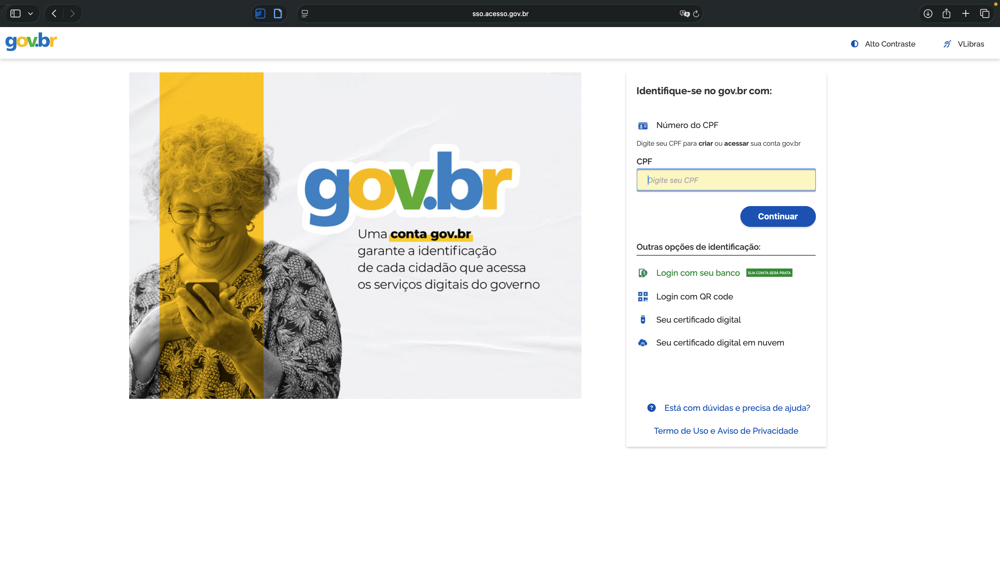 sso.acesso.gov.br
gov.br
Alto Contraste
VLibras
gov.br
Uma conta gov.br
garante a identificação
de cada cidadão que acessa
os serviços digitais do governo
Identifique-se no gov.br com:
Número do CPF
Digite seu CPF para criar ou acessar sua conta gov.br
CPF
Digite seu CPF
Continuar
Outras opções de identificação:
Login com seu banco SUA CONTA SERÁ PRATA
Login com QR code
Seu certificado digital
Seu certificado digital em nuvem
Está com dúvidas e precisa de ajuda?
Termo de Uso e Aviso de Privacidade